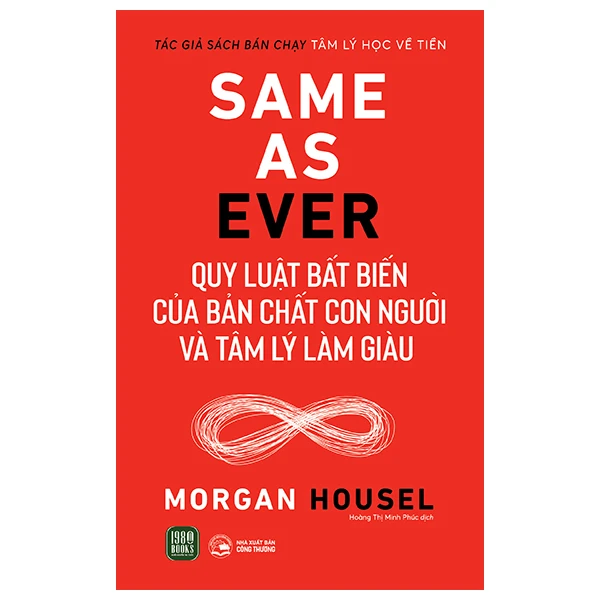 TÁC GIẢ SÁCH BÁN CHẠY TÂM LÝ HỌC VỀ TIỀN
SAME
AS
EVER
QUY LUẬT BẤT BIẾN
CỦA BẢN CHẤT CON NGƯỜI
VÀ TÂM LÝ LÀM GIÀU
MORGAN HOUSEL
Hoàng Thị Minh Phúc dịch
1980
BOOKS
NHÀ XUẤT BẢN
CÔNG THƯƠNG